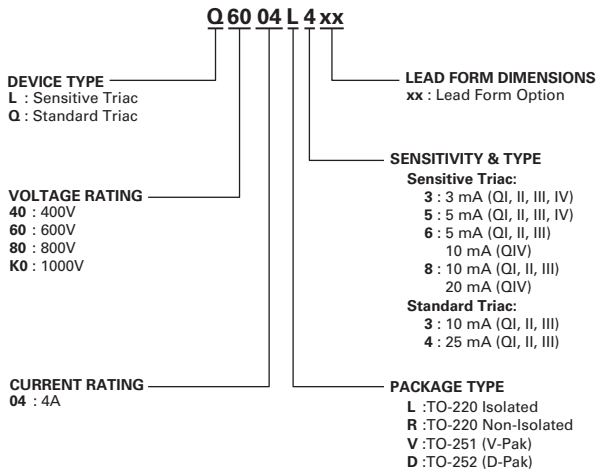 Q 60 04 L 4 xx
DEVICE TYPE
L : Sensitive Triac
Q : Standard Triac
VOLTAGE RATING
40 : 400V
60 : 600V
80 : 800V
K0 : 1000V
CURRENT RATING
04 : 4A
LEAD FORM DIMENSIONS
xx : Lead Form Option
SENSITIVITY & TYPE
Sensitive Triac:
3 : 3 mA (QI, II, III, IV)
5 : 5 mA (QI, II, III, IV)
6 : 5 mA (QI, II, III)
10 mA (QIV)
8 : 10 mA (QI, II, III)
20 mA (QIV)
Standard Triac:
3 : 10 mA (QI, II, III)
4 : 25 mA (QI, II, III)
PACKAGE TYPE
L :TO-220 Isolated
R :TO-220 Non-Isolated
V :TO-251 (V-Pak)
D :TO-252 (D-Pak)